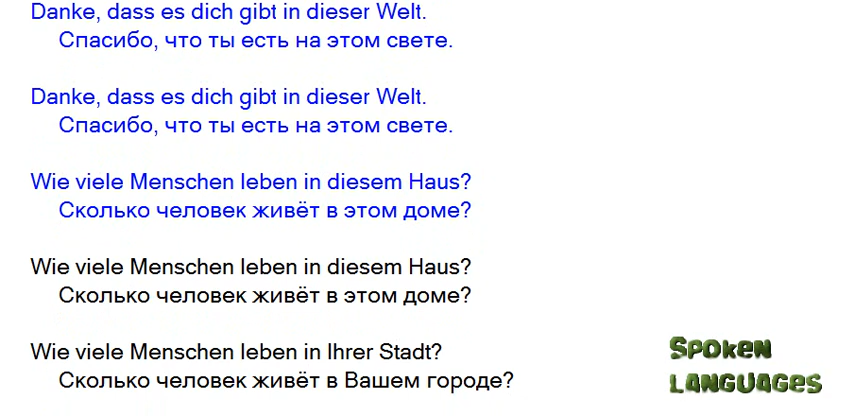 Danke, dass es dich gibt in dieser Welt.
Спасибо, что ты есть на этом свете.
Danke, dass es dich gibt in dieser Welt.
Спасибо, что ты есть на этом свете.
Wie viele Menschen leben in diesem Haus?
Сколько человек живёт в этом доме?
Wie viele Menschen leben in diesem Haus?
Сколько человек живёт в этом доме?
Wie viele Menschen leben in Ihrer Stadt?
Сколько человек живёт в Вашем городе?
Spoken
Languages